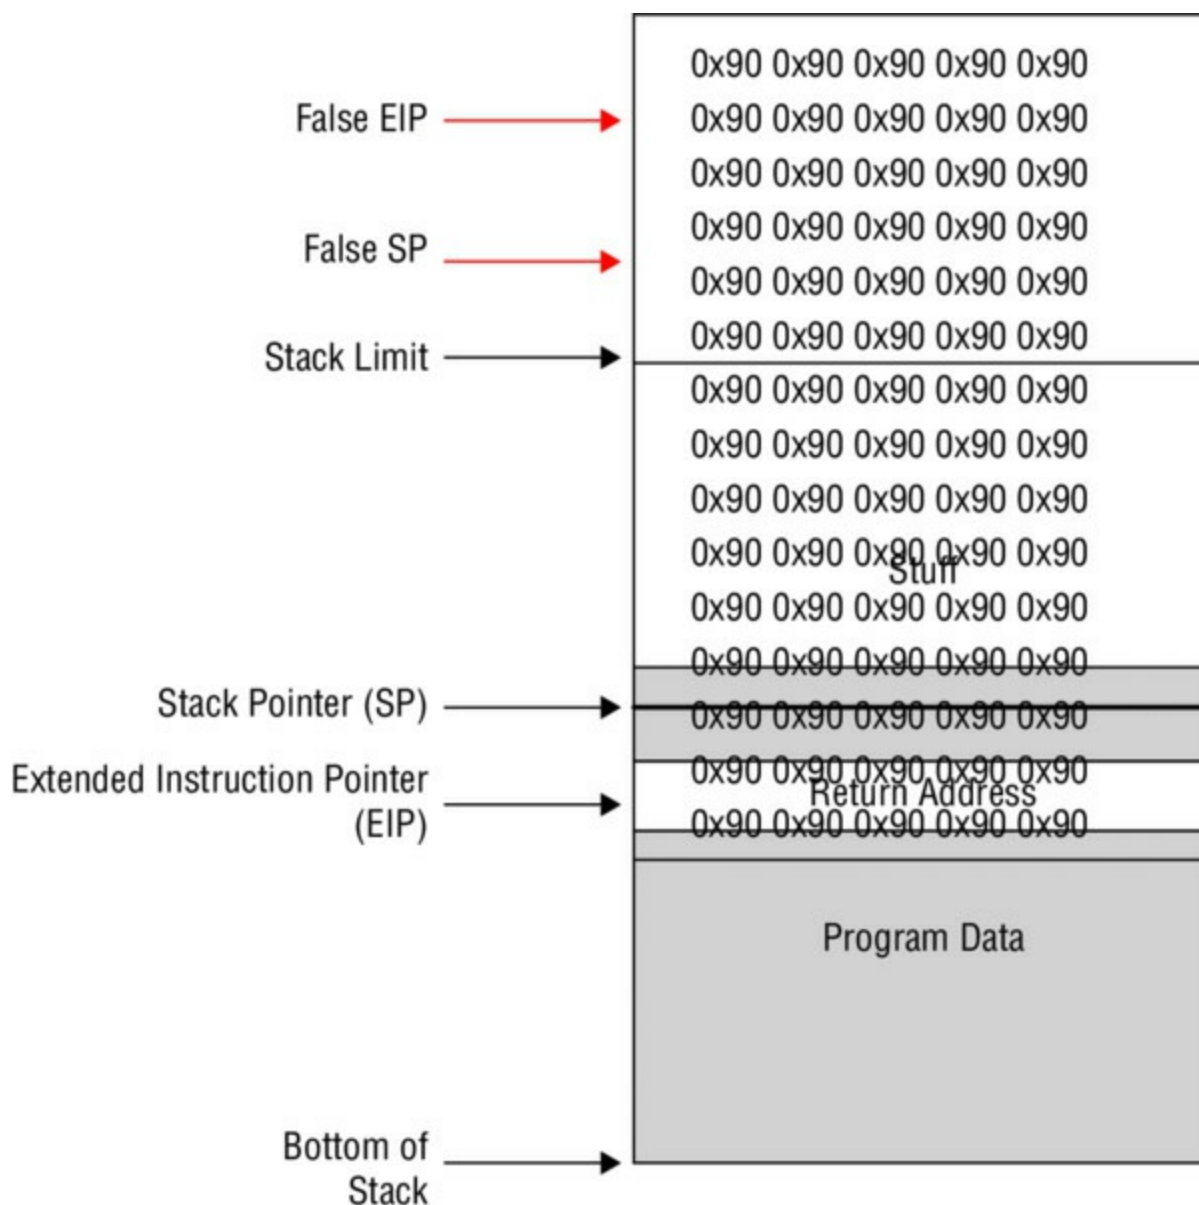 0x90 0x90 0x90 0x90 0x90
False EIP
0x90 0x90 0x90 0x90 0x90
0x90 0x90 0x90 0x90 0x90
0x90 0x90 0x90 0x90 0x90
False SP
0x90 0x90 0x90 0x90 0x90
0x90 0x90 0x90 0x90 0x90
Stack Limit
0x90 0x90 0x90 0x90 0x90
0x90 0x90 0x90 0x90 0x90
0x90 0x90 0x90 0x90 0x90
0x90 0x90 0x90 0x90 0x90
Stuff
0x90 0x90 0x90 0x90 0x90
0x90 0x90 0x90 0x90 0x90
Stack Pointer (SP)
0x90 0x90 0x90 0x90 0x90
Extended Instruction Pointer
(EIP)
0x90 0x90 0x90 0x90 0x90
Return Address
0x90 0x90 0x90 0x90 0x90
Program Data
Bottom of
Stack